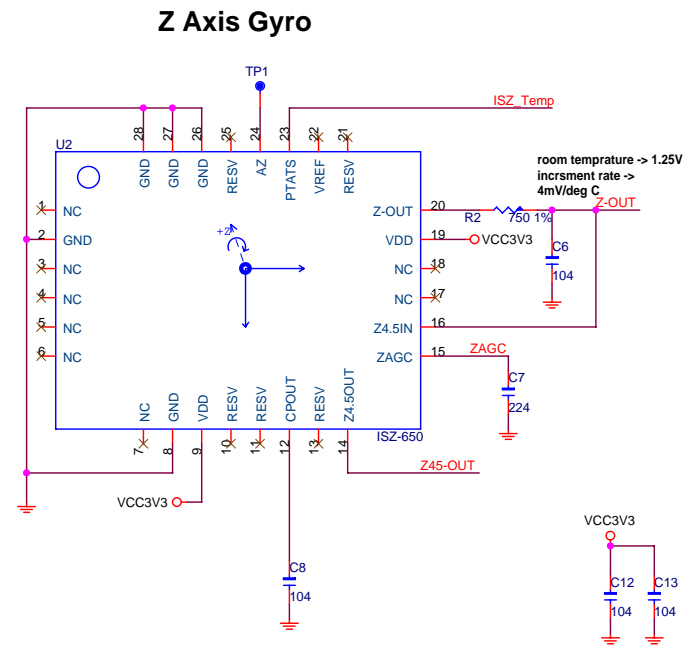 Z Axis Gyro
TP1
ISZ_Temp
28
27
26
25
24
23
22
21
U2
GND
GND
GND
RESV
AZ
PTATS
VREF
RESV
room temprature -> 1.25V
incrsment rate ->
4mV/deg C
1
NC
Z-OUT
20
R2
750 1%
Z-OUT
+Z
2
GND
VDD
19
VCC3V3
C6
104
3
NC
NC
18
4
NC
NC
17
5
NC
Z4.5IN
16
6
NC
ZAGC
15
ZAGC
C7
224
NC
GND
VDD
RESV
RESV
CPOUT
RESV
Z4.5OUT
ISZ-650
7
8
9
10
11
12
13
14
Z45-OUT
VCC3V3
VCC3V3
C8
104
C12
104
C13
104